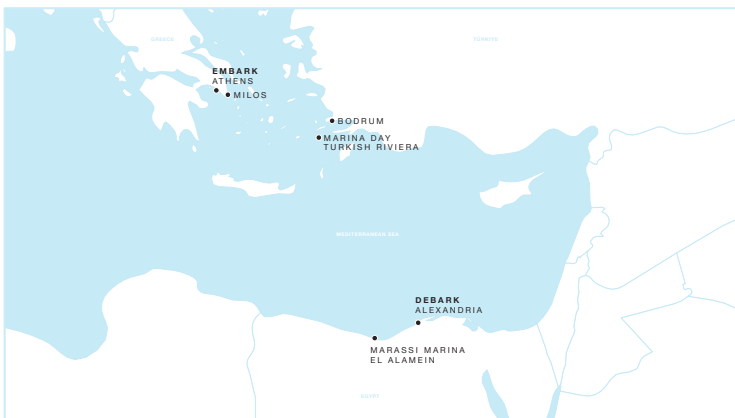 GREECE
TÜRKIYE
EMBARK
ATHENS
MILOS
BODRUM
MARINA DAY
TURKISH RIVIERA
MEDITERRANEAN SEA
DEBARK
ALEXANDRIA
MARASSI MARINA
EL ALAMEIN
EGYPT